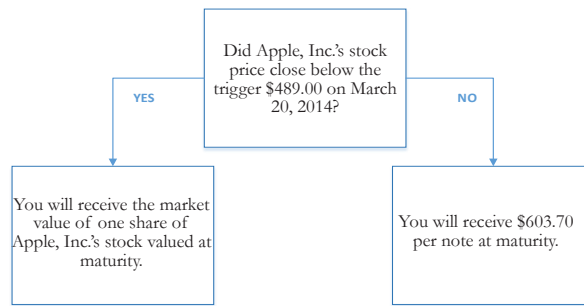 Did Apple, Inc.'s stock
price close below the
trigger $489.00 on March
20, 2014?
YES
NO
You will receive the market
value of one share of
Apple, Inc.'s stock valued at
maturity.
You will receive $603.70
per note at maturity.